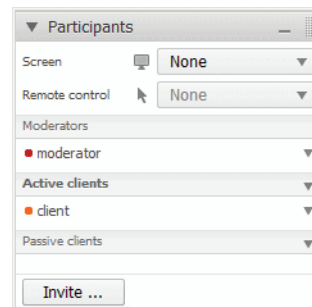 Participants
Screen None
Remote control None
Moderators
moderator
Active clients
client
Passive clients
Invite ...